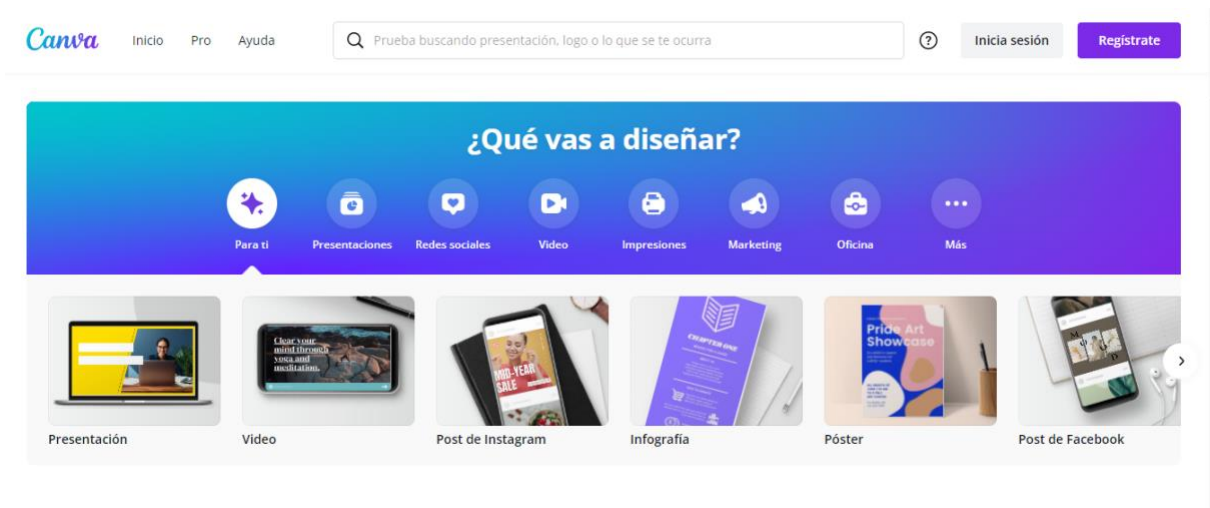 Canva Inicio Pro Ayuda Prueba buscando presentación, logo o lo que se te ocurra ? Inicia sesión Regístrate
¿Qué vas a diseñar?
Para ti Presentaciones Redes sociales Video Impresiones Marketing Oficina Más
Clear your
mind through
yoga and
meditation.
MID-YEAR
SALE
CHAPTER ONE
Pride Art
Showcase
Presentación Video Post de Instagram Infografía Póster Post de Facebook